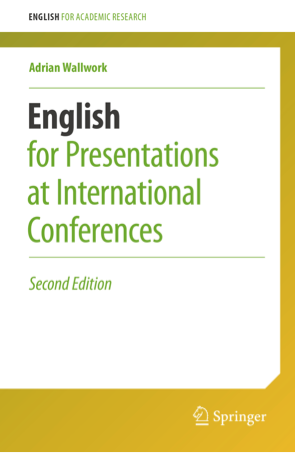 ENGLISH FOR ACADEMIC RESEARCH
Adrian Wallwork
English
for Presentations
at International
Conferences
Second Edition
Springer